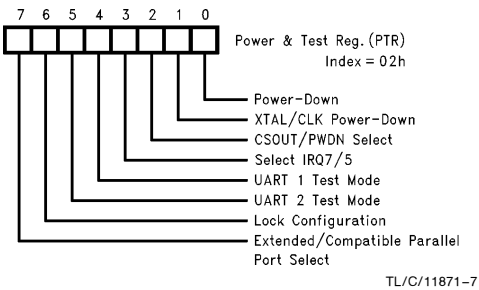 7 6 5 4 3 2 1 0
Power & Test Reg. (PTR)
Index = 02h
Power-Down
XTAL/CLK Power-Down
CSOUT/PWDN Select
Select IRQ7/5
UART 1 Test Mode
UART 2 Test Mode
Lock Configuration
Extended/Compatible Parallel
Port Select
TL/C/11871-7